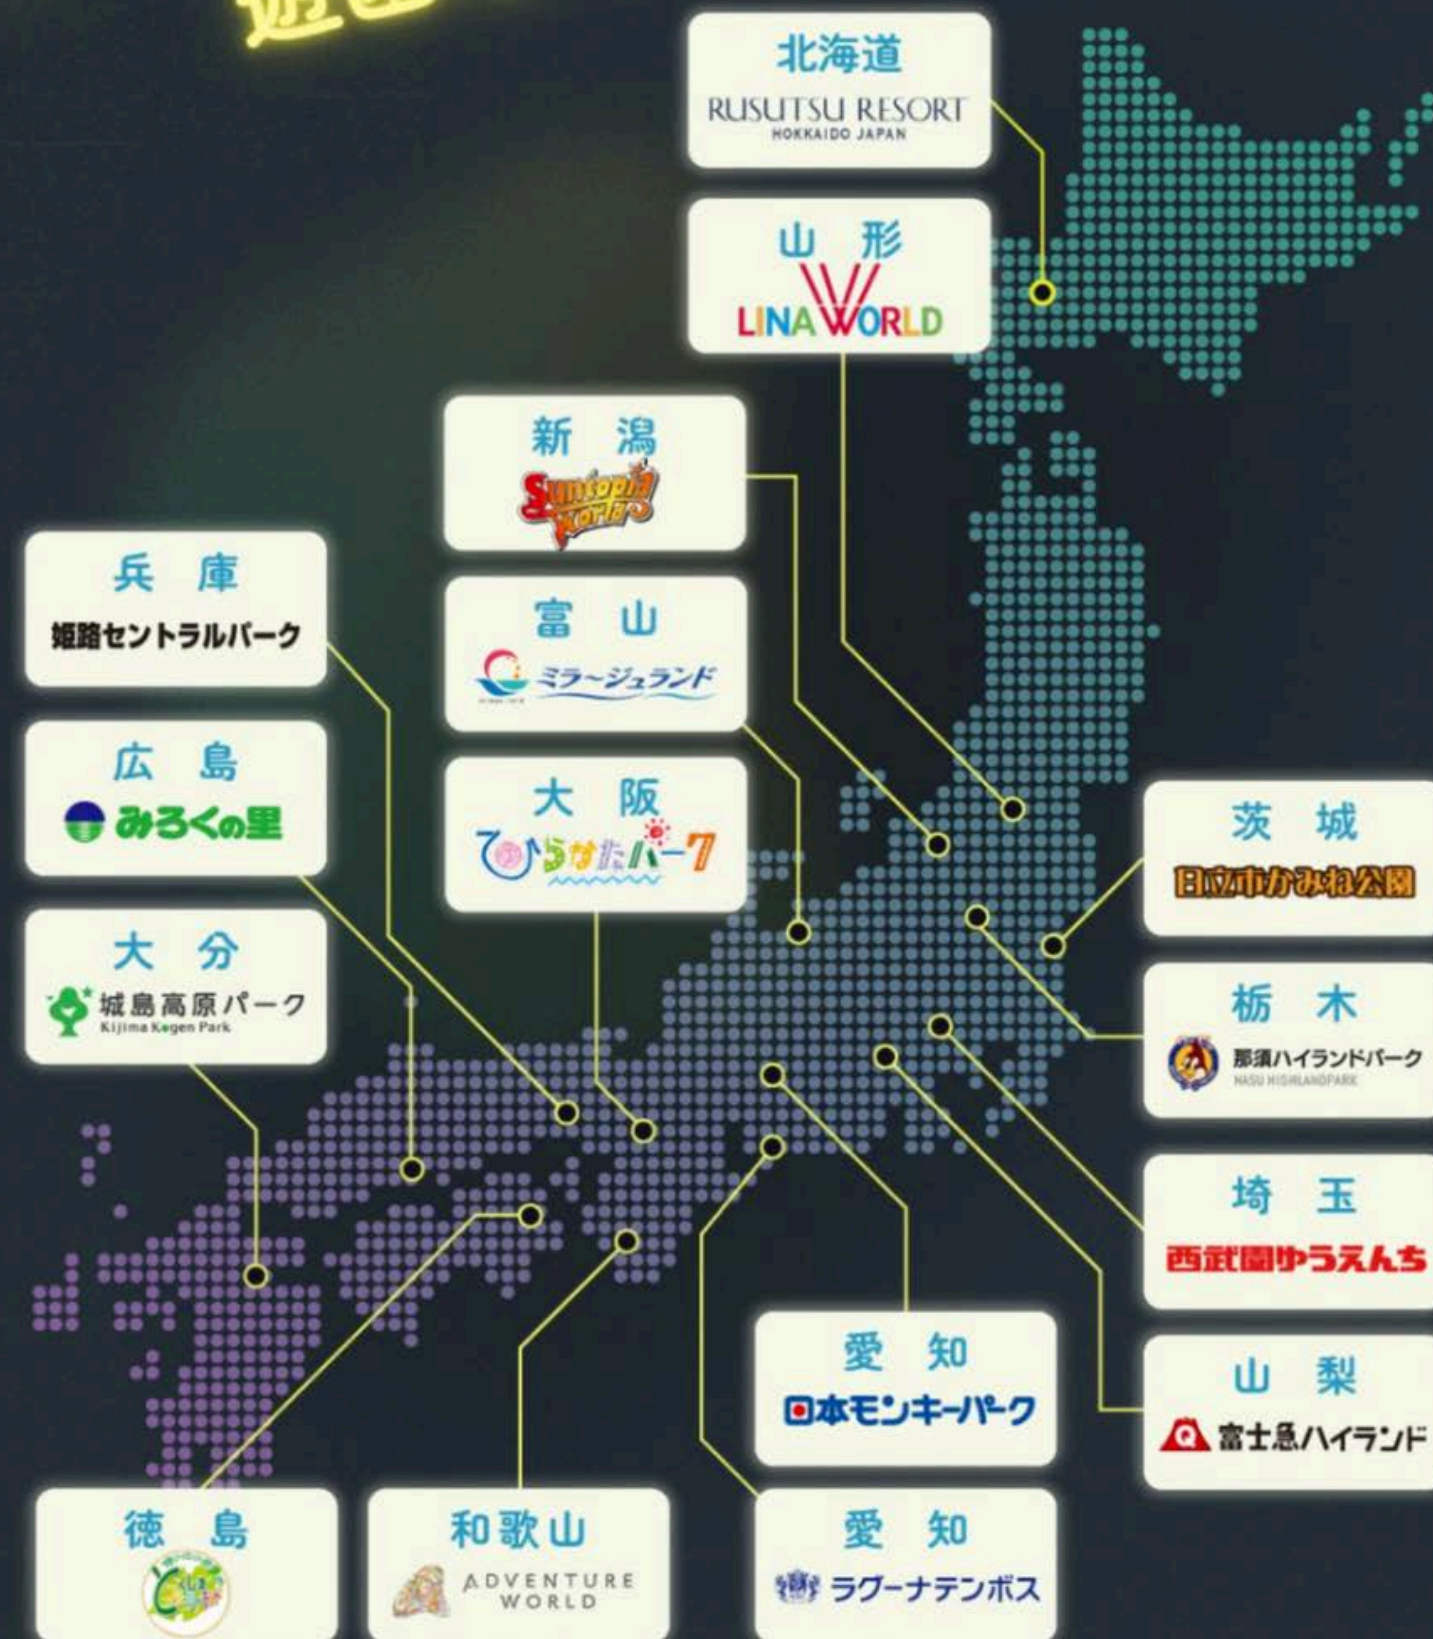 北海道
RUSUTSU RESORT
HOKKAIDO JAPAN
山形
LINA WORLD
新潟
Suntopia
World
富山
ミラ〜ジュランド
大阪
ひらかたパーク
兵庫
姫路セントラルパーク
広島
みろくの里
大分
城島高原パーク
Kijima Kogen Park
茨城
日立市かみね公園
栃木
那須ハイランドパーク
NASU HIGHLANDPARK
埼玉
西武園ゆうえんち
山梨
Q 富士急ハイランド
愛知
日本モンキーパーク
愛知
ラグーナテンボス
徳島
和歌山
ADVENTURE
WORLD